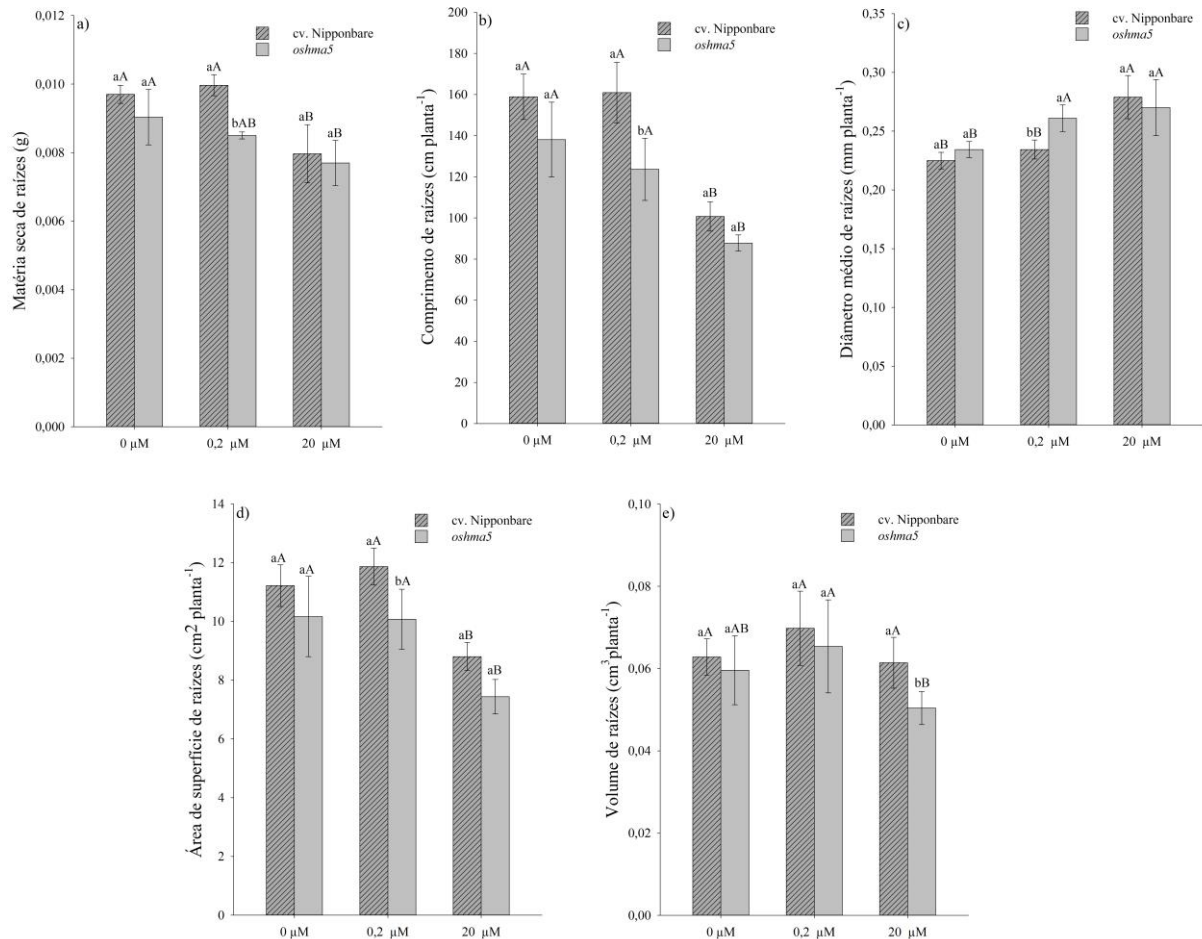 a)
cv. Nipponbare
oshma5
Matéria seca de raízes (g)
0,012
0,010
0,008
0,006
0,004
0,002
0,000
aA aA aA bAB aB aB
0 µM 0,2 µM 20 µM
b)
cv. Nipponbare
oshma5
Comprimento de raízes (cm planta-1)
200
180
160
140
120
100
80
60
40
20
0
aA aA aA bA aB aB
0 µM 0,2 µM 20 µM
c)
cv. Nipponbare
oshma5
Diâmetro médio de raízes (mm planta-1)
0,35
0,30
0,25
0,20
0,15
0,10
0,05
0,00
aB aB bB aA aA aA
0 µM 0,2 µM 20 µM
d)
cv. Nipponbare
oshma5
Área de superfície de raízes (cm2 planta-1)
14
12
10
8
6
4
2
0
aA aA aA bA aB aB
0 µM 0,2 µM 20 µM
e)
cv. Nipponbare
oshma5
Volume de raízes (cm3planta-1)
0,10
0,08
0,06
0,04
0,02
0,00
aA aAB aA aA aA bB
0 µM 0,2 µM 20 µM